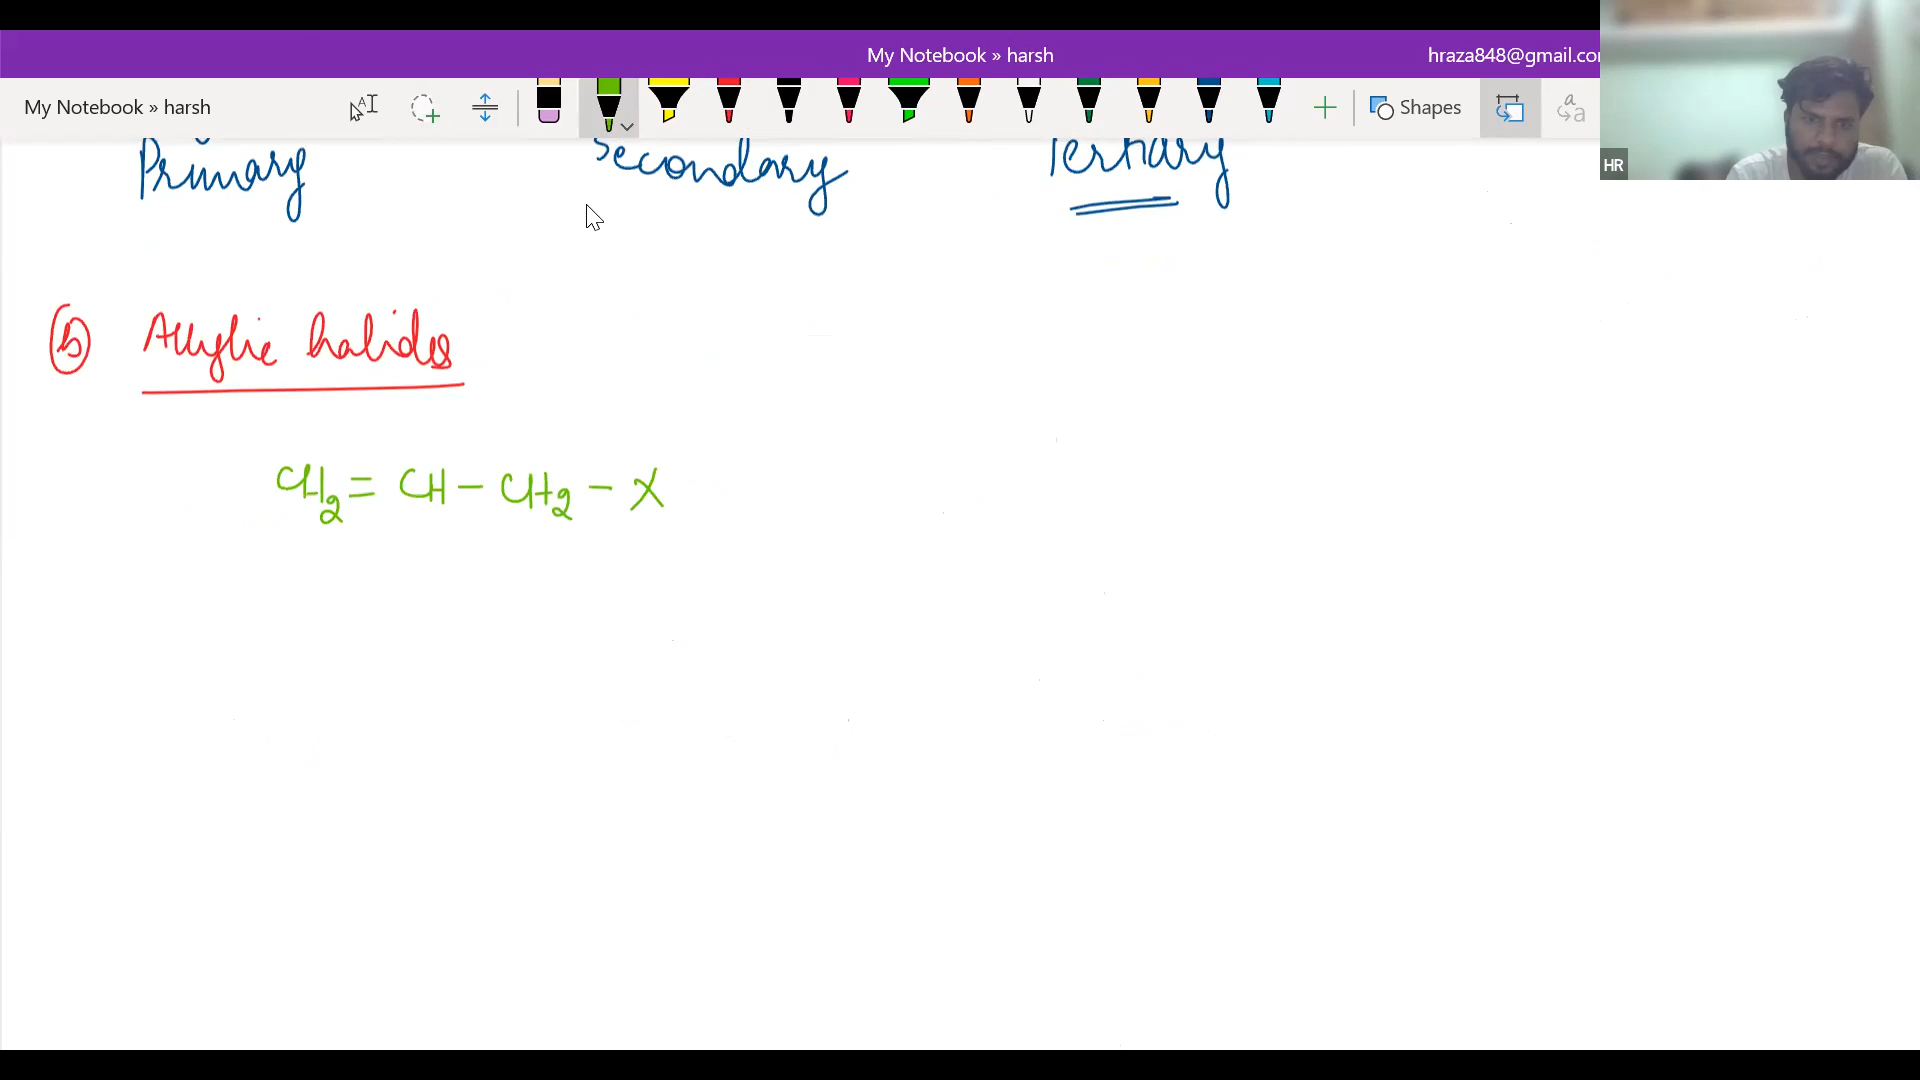 My Notebook » harsh
hraza848@gmail.co
My Notebook » harsh
Shapes
HR
Primary Secondary Tertiary
(b) Allylic halides
CH2 = CH - CH2 - X